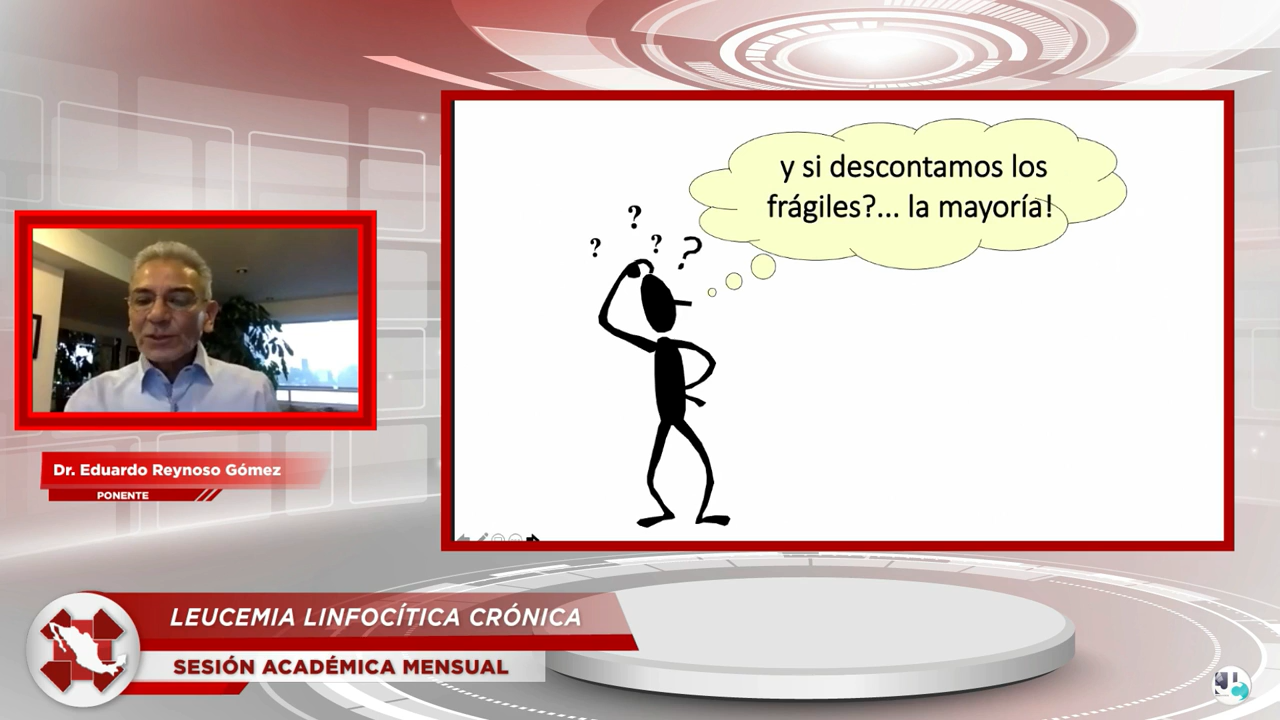 y si descontamos los
frágiles?... la mayoría!
?
?
?
?
Dr. Eduardo Reynoso Gómez
PONENTE
LEUCEMIA LINFOCÍTICA CRÓNICA
SESIÓN ACADÉMICA MENSUAL